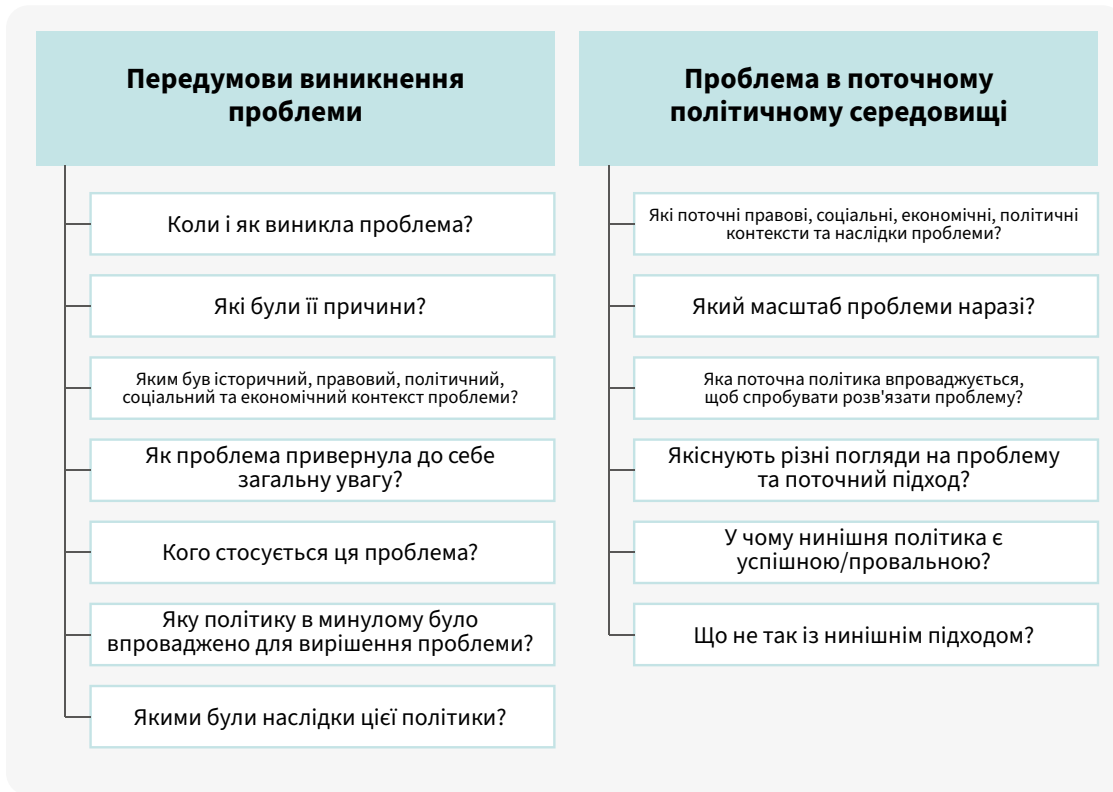 Передумови виникнення
проблеми
Коли і як виникла проблема?
Які були її причини?
Яким був історичний, правовий, політичний,
соціальний та економічний контекст проблеми?
Як проблема привернула до себе
загальну увагу?
Кого стосується ця проблема?
Яку політику в минулому було
впроваджено для вирішення проблеми?
Якими були наслідки цієї політики?
Проблема в поточному
політичному середовищі
Які поточні правові, соціальні, економічні, політичні
контексти та наслідки проблеми?
Який масштаб проблеми наразі?
Яка поточна політика впроваджується,
щоб спробувати розв'язати проблему?
Якіснують різні погляди на проблему
та поточний підхід?
У чому нинішня політика є
успішною/провальною?
Що не так із нинішнім підходом?